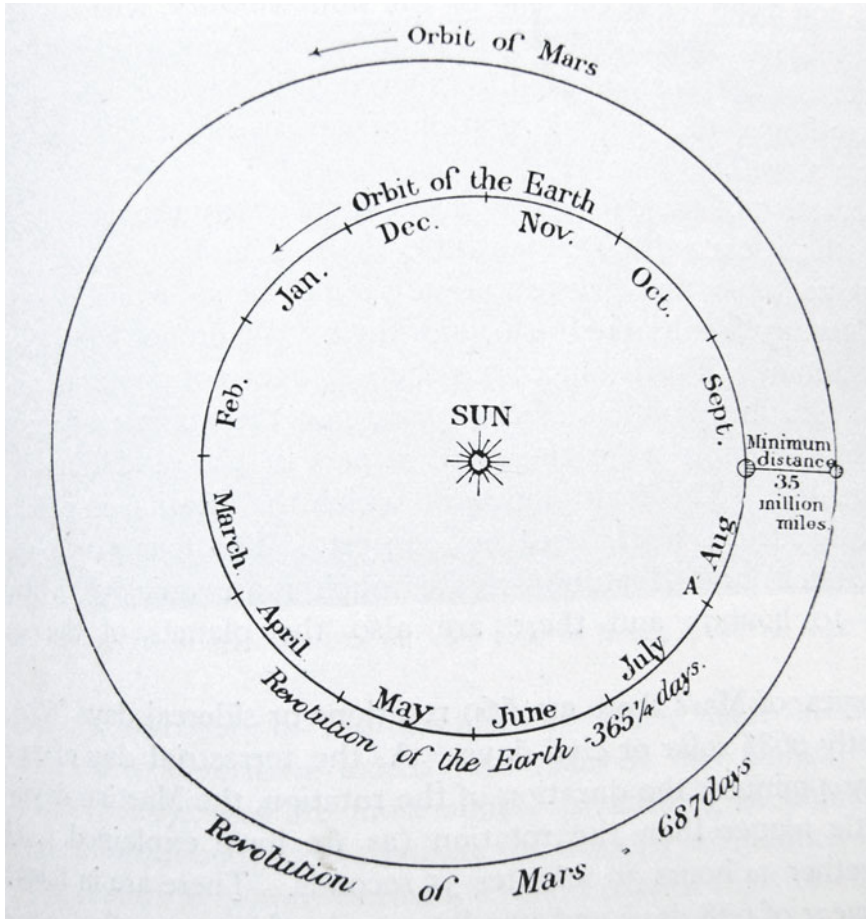 Orbit of Mars
Orbit of the Earth
Dec.
Nov.
Jan.
Oct.
Feb.
Sept.
SUN
Minimum
distance
35
million
miles.
March
Aug
A
April
July
May
June
Revolution of the Earth - 365¼ days.
Revolution of Mars - 687 days